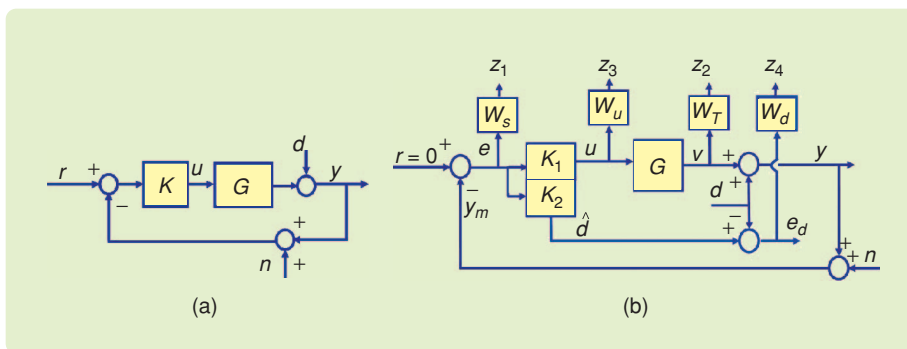 z1 z3 z2 z4
Ws Wu WT Wd
r + K u G d y
− + n +
(a)
r = 0 + e K1 u G v + y
K2 d +
− ym d̂ + − ed
+ + n
(b)